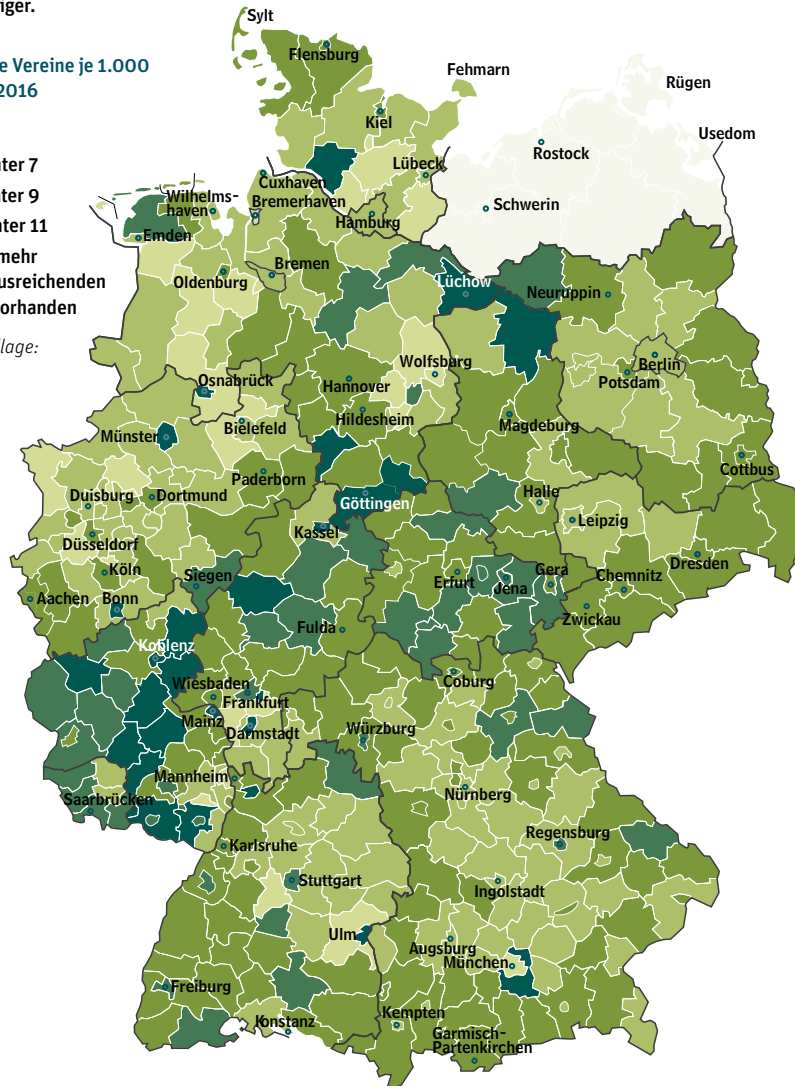 iger.
e Vereine je 1.000
2016
nter 7
nter 9
nter 11
mehr
usreichenden
orhanden
llage:
Sylt
Flensburg
Fehmarn
Rügen
Kiel
Usedom
Rostock
Lübeck
Cuxhaven
Wilhelms-
haven
Bremerhaven
Schwerin
Hamburg
Emden
Bremen
Oldenburg
Lüchow
Neuruppin
Wolfsburg
Berlin
Osnabrück
Hannover
Potsdam
Hildesheim
Magdeburg
Bielefeld
Münster
Cottbus
Paderborn
Halle
Duisburg
Dortmund
Göttingen
Leipzig
Kassel
Düsseldorf
Dresden
Köln
Siegen
Erfurt
Jena
Gera
Chemnitz
Aachen
Bonn
Zwickau
Fulda
Koblenz
Coburg
Wiesbaden
Frankfurt
Mainz
Würzburg
Darmstadt
Mannheim
Nürnberg
Saarbrücken
Regensburg
Karlsruhe
Stuttgart
Ingolstadt
Ulm
Augsburg
München
Freiburg
Kempten
Konstanz
Garmisch-
Partenkirchen